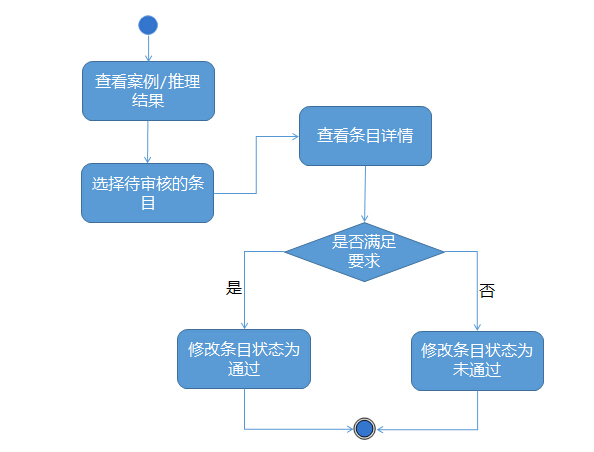 查看案例/推理
结果
选择待审核的条
目
查看条目详情
是否满足
要求
是
否
修改条目状态为
通过
修改条目状态为
未通过